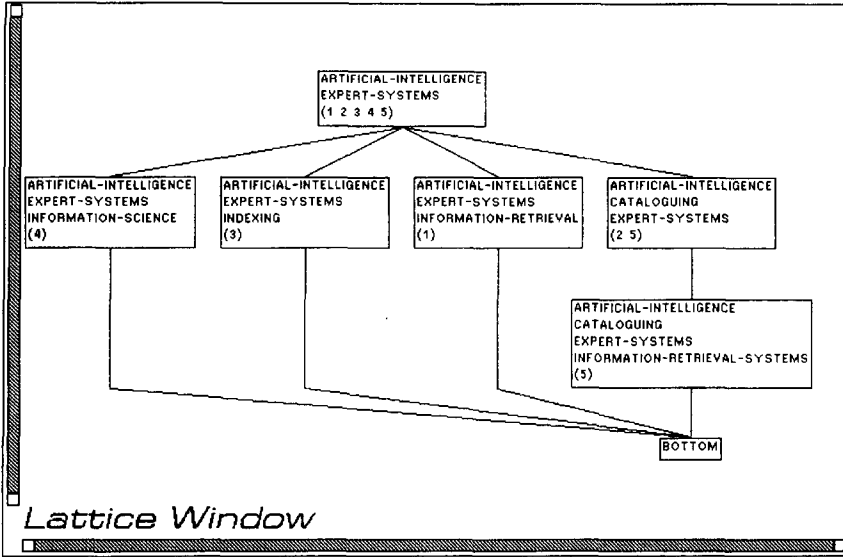 ARTIFICIAL-INTELLIGENCE
EXPERT-SYSTEMS
(1 2 3 4 5)
ARTIFICIAL-INTELLIGENCE
EXPERT-SYSTEMS
INFORMATION-SCIENCE
(4)
ARTIFICIAL-INTELLIGENCE
EXPERT-SYSTEMS
INDEXING
(3)
ARTIFICIAL-INTELLIGENCE
EXPERT-SYSTEMS
INFORMATION-RETRIEVAL
(1)
ARTIFICIAL-INTELLIGENCE
CATALOGUING
EXPERT-SYSTEMS
(2 5)
ARTIFICIAL-INTELLIGENCE
CATALOGUING
EXPERT-SYSTEMS
INFORMATION-RETRIEVAL-SYSTEMS
(5)
BOTTOM
Lattice Window